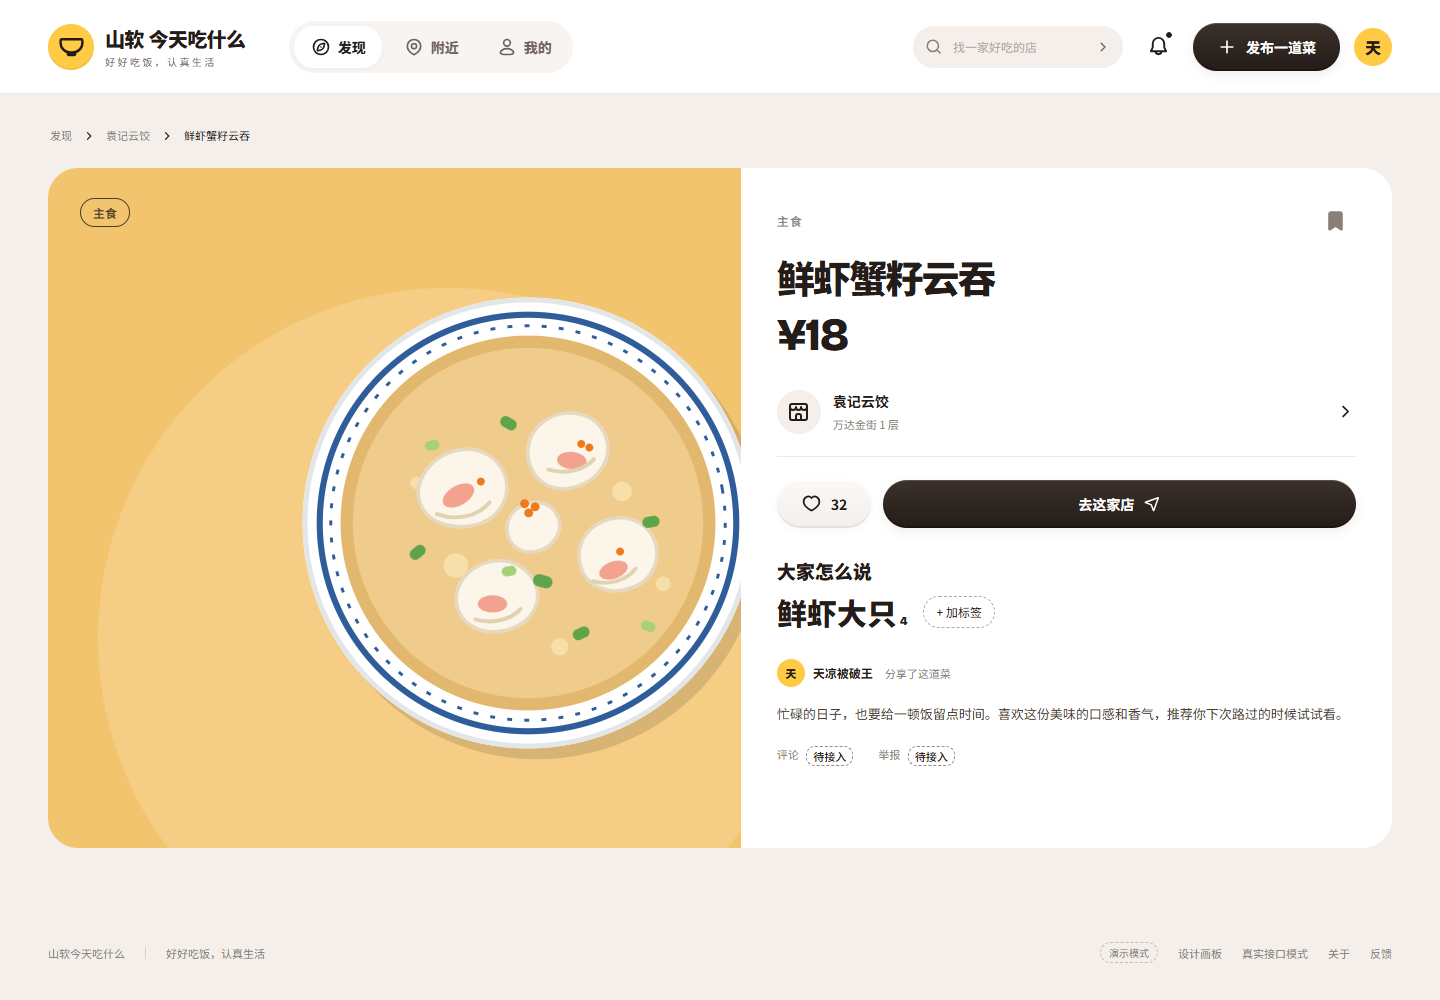 山软 今天吃什么
好好吃饭，认真生活
发现
附近
我的
找一家好吃的店
发布一道菜
天
发现
袁记云饺
鲜虾蟹籽云吞
主食
主食
鲜虾蟹籽云吞
¥18
袁记云饺
万达金街 1 层
32
去这家店
大家怎么说
鲜虾大只 4
+ 加标签
天
天凉被破王
分享了这道菜
忙碌的日子，也要给一顿饭留点时间。喜欢这份美味的口感和香气，推荐你下次路过的时候试试看。
评论
待接入
举报
待接入
山软今天吃什么
好好吃饭，认真生活
演示模式
设计画板
真实接口模式
关于
反馈